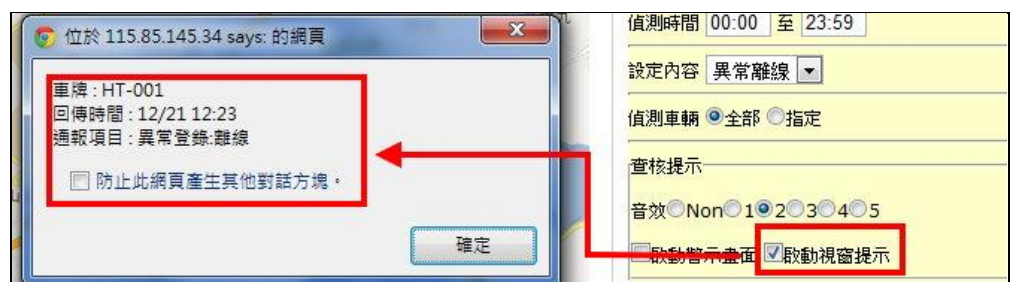 位於 115.85.145.34 says: 的網頁
車牌 : HT-001
回傳時間 : 12/21 12:23
通報項目 : 異常登錄:離線
防止此網頁產生其他對話方塊。
確定
偵測時間 00:00 至 23:59
設定內容 異常離線
偵測車輛 全部 指定
查核提示
音效 Non 1 2 3 4 5
啟動警示畫面 啟動視窗提示